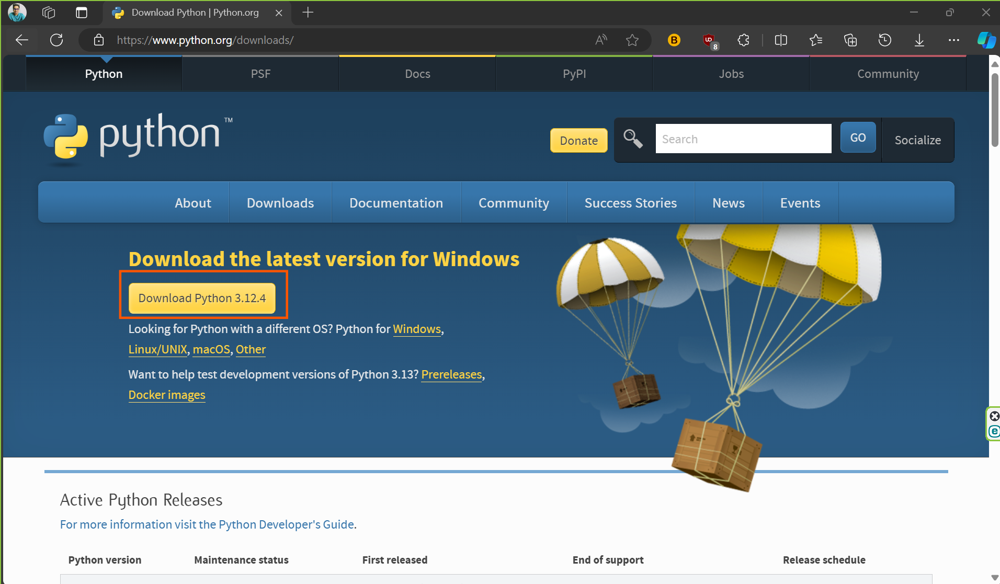 Download Python | Python.org
https://www.python.org/downloads/
A
B
uo
8
Python
PSF
Docs
PyPI
Jobs
Community
python™
Donate
Search
GO
Socialize
About
Downloads
Documentation
Community
Success Stories
News
Events
Download the latest version for Windows
Download Python 3.12.4
Looking for Python with a different OS? Python for Windows,
Linux/UNIX, macOS, Other
Want to help test development versions of Python 3.13? Prereleases,
Docker images
e
Active Python Releases
For more information visit the Python Developer's Guide.
Python version
Maintenance status
First released
End of support
Release schedule